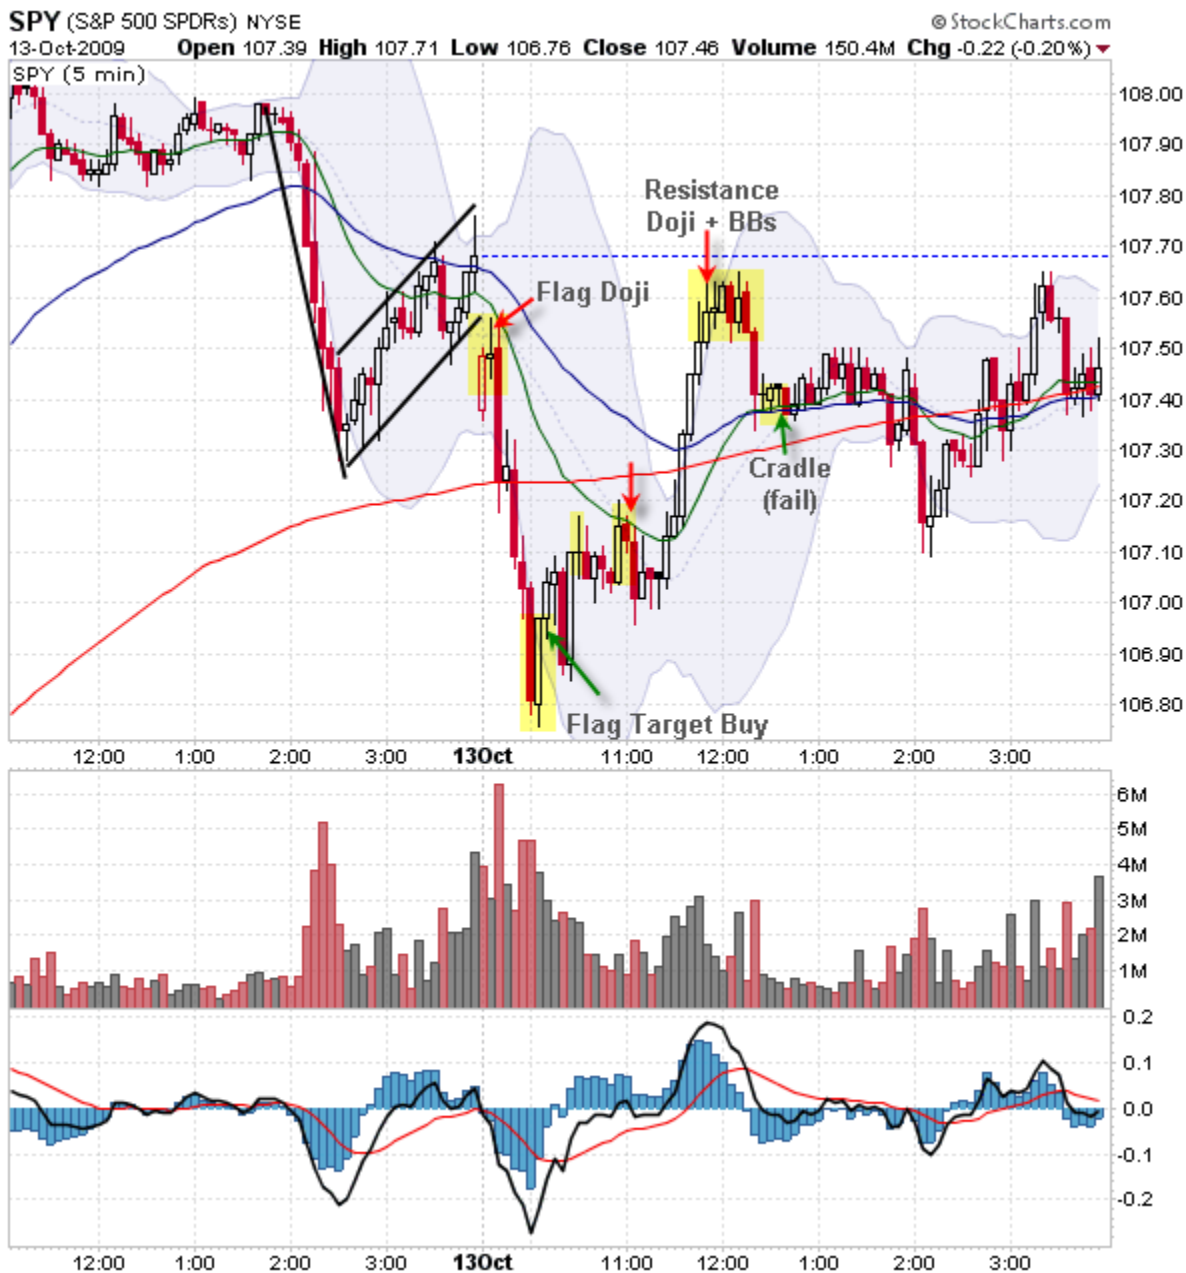 SPY (S&P 500 SPDRs) NYSE
© StockCharts.com
13-Oct-2009 Open 107.39 High 107.71 Low 106.76 Close 107.46 Volume 150.4M Chg -0.22 (-0.20%)
SPY (5 min)
108.00
107.90
107.80
107.70
107.60
107.50
107.40
107.30
107.20
107.10
107.00
106.90
106.80
Resistance
Doji + BBs
Flag Doji
Cradle
(fail)
Flag Target Buy
12:00 1:00 2:00 3:00 13Oct 11:00 12:00 1:00 2:00 3:00
6M
5M
4M
3M
2M
1M
0.2
0.1
0.0
-0.1
-0.2
12:00 1:00 2:00 3:00 13Oct 11:00 12:00 1:00 2:00 3:00